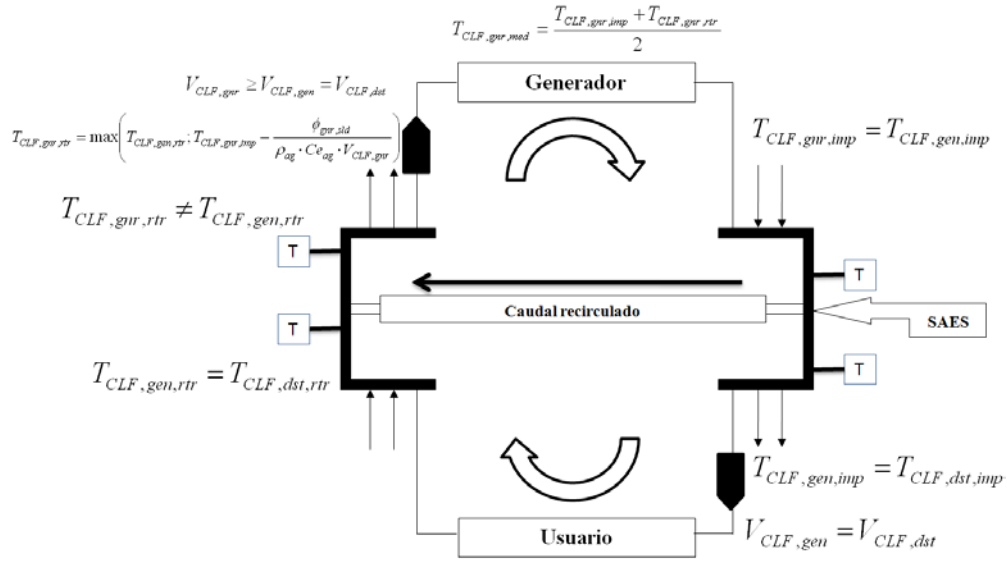 T_{CLF,gnr,med} = \frac{T_{CLF,gnr,imp} + T_{CLF,gnr,rtr}}{2}
Generador
V_{CLF,gnr} ≥ V_{CLF,gen} = V_{CLF,dst}
T_{CLF,gnr,rtr} = max(T_{CLF,gen,rtr}; T_{CLF,gnr,imp} − \frac{ϕ_{gnr,sld}}{ρ_{ag} · Ce_{ag} · V_{CLF,gnr}})
T_{CLF,gnr,imp} = T_{CLF,gen,imp}
T_{CLF,gnr,rtr} ≠ T_{CLF,gen,rtr}
T
T
Caudal recirculado
SAES
T
T
T_{CLF,gen,rtr} = T_{CLF,dst,rtr}
T_{CLF,gen,imp} = T_{CLF,dst,imp}
V_{CLF,gen} = V_{CLF,dst}
Usuario